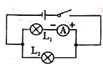 − A +
L₁
L₂